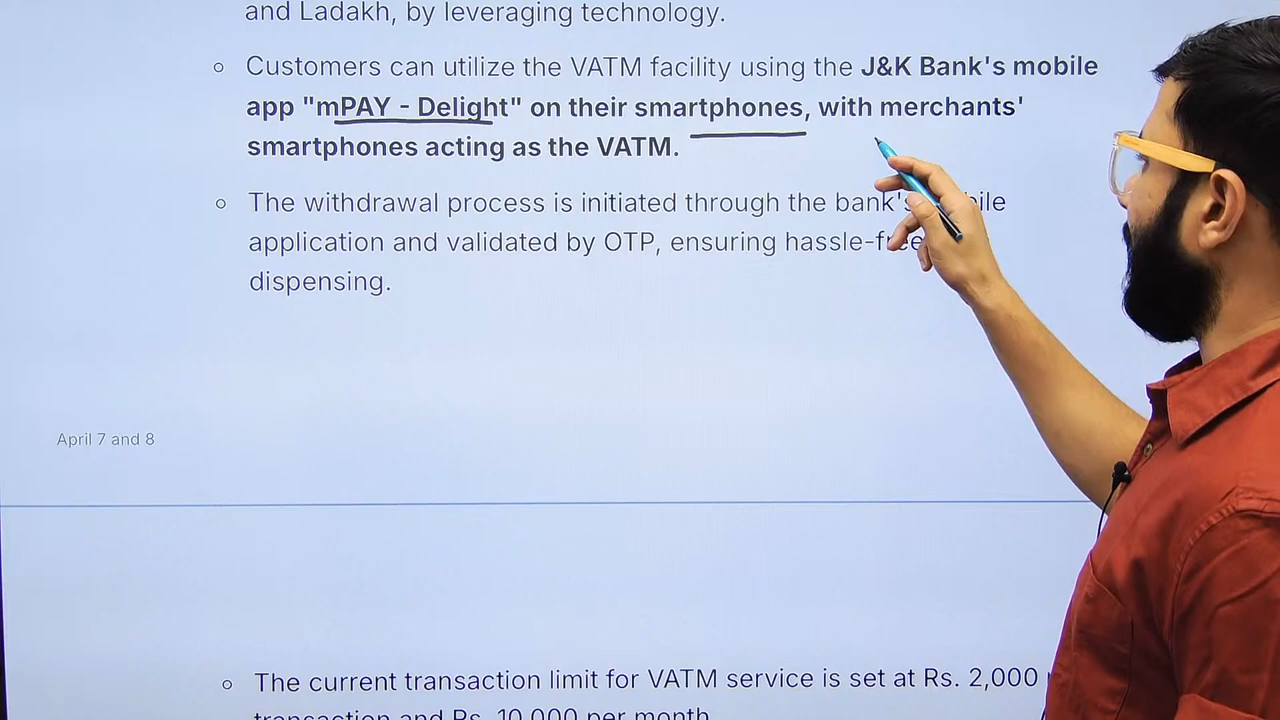 and Ladakh, by leveraging technology.
Customers can utilize the VATM facility using the J&K Bank's mobile
app "mPAY - Delight" on their smartphones, with merchants'
smartphones acting as the VATM.
The withdrawal process is initiated through the bank's
application and validated by OTP, ensuring hassle-free
dispensing.
April 7 and 8
The current transaction limit for VATM service is set at Rs. 2,000
transaction and Rs. 10,000 per month